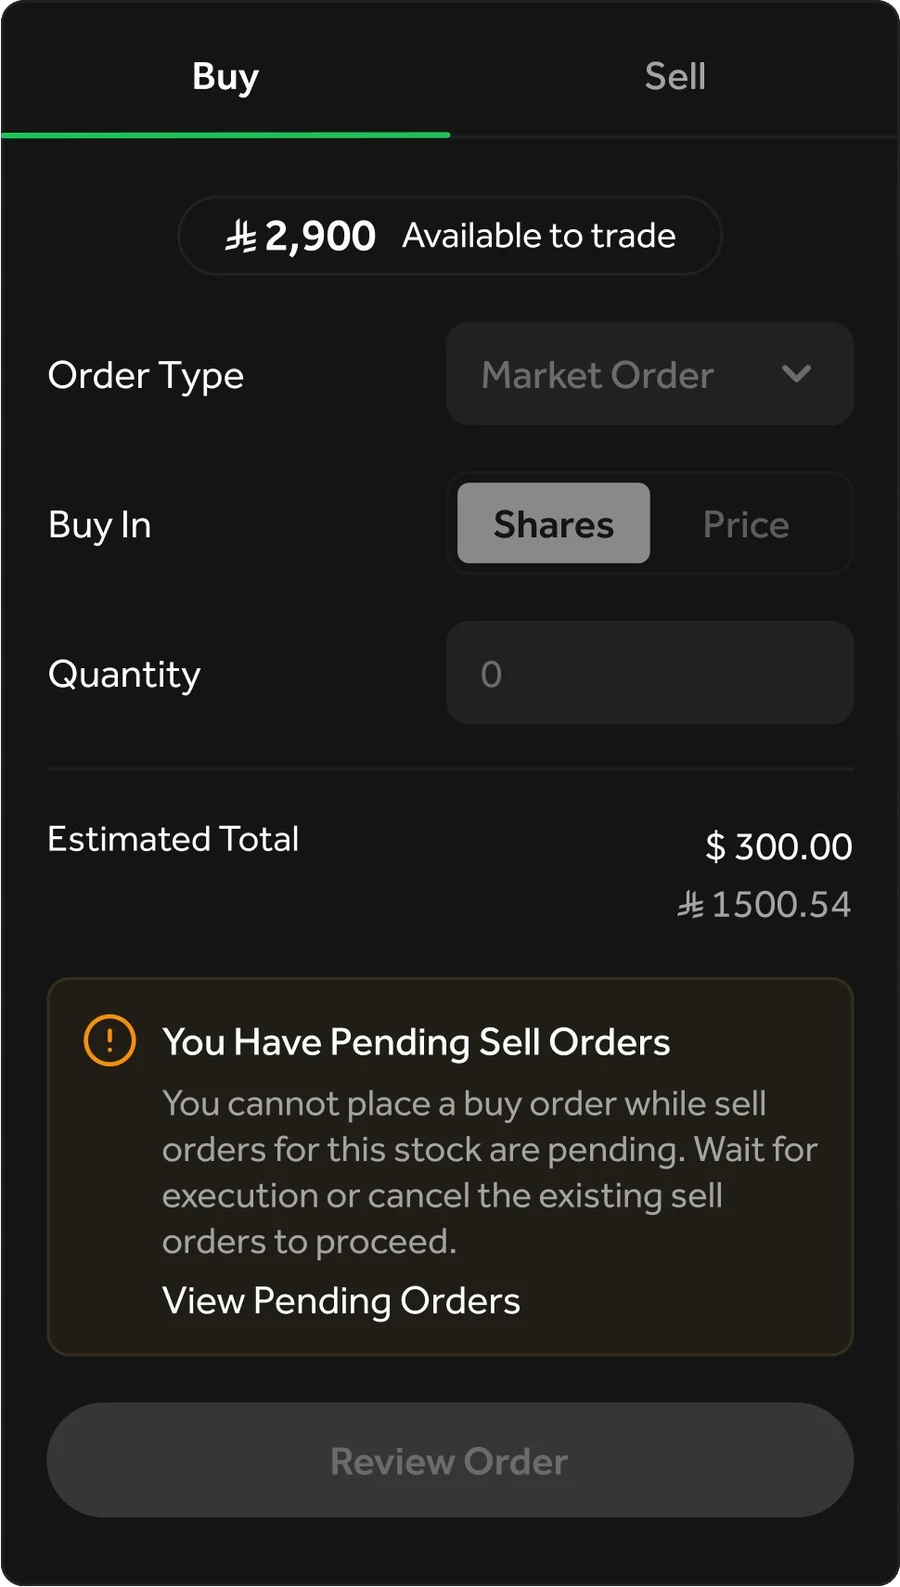 Buy
Sell
⃁ 2,900 Available to trade
Order Type
Market Order
Buy In
Shares
Price
Quantity
0
Estimated Total
$ 300.00
⃁ 1500.54
You Have Pending Sell Orders
You cannot place a buy order while sell
orders for this stock are pending. Wait for
execution or cancel the existing sell
orders to proceed.
View Pending Orders
Review Order